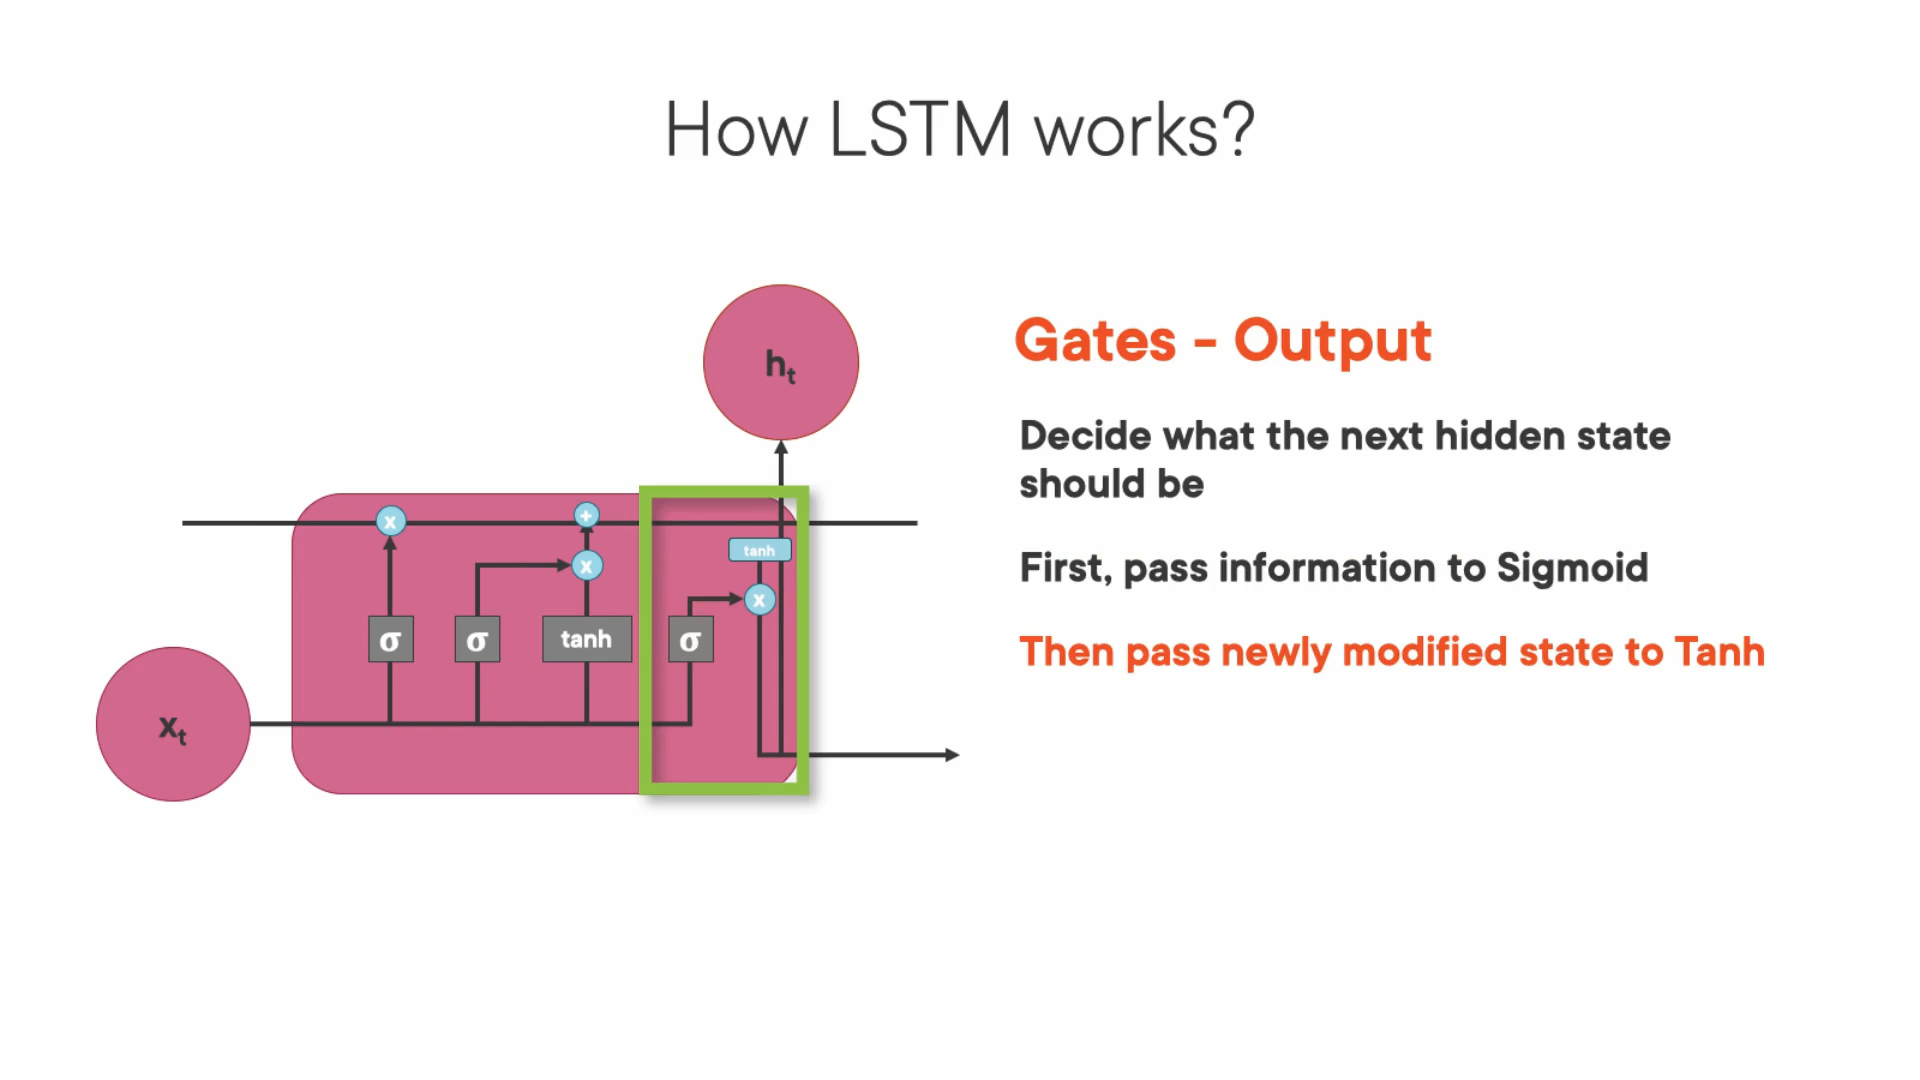 How LSTM works?
h_t
Gates - Output
Decide what the next hidden state
should be
First, pass information to Sigmoid
Then pass newly modified state to Tanh
x
+
x
tanh
x
σ
σ
tanh
σ
x_t